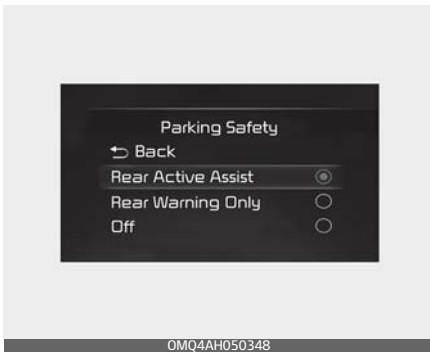 Parking Safety
Back
Rear Active Assist
Rear Warning Only
Off
OMQ4AH050348